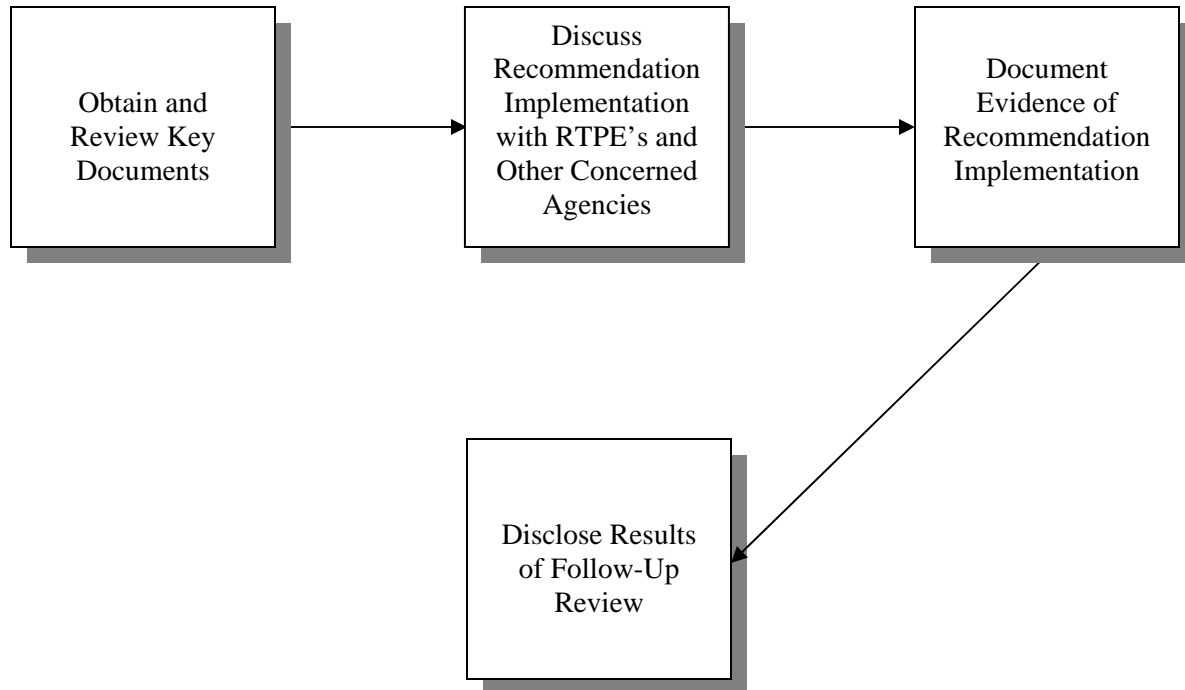 Obtain and
Review Key
Documents
Discuss
Recommendation
Implementation
with RTPE’s and
Other Concerned
Agencies
Document
Evidence of
Recommendation
Implementation
Disclose Results
of Follow-Up
Review